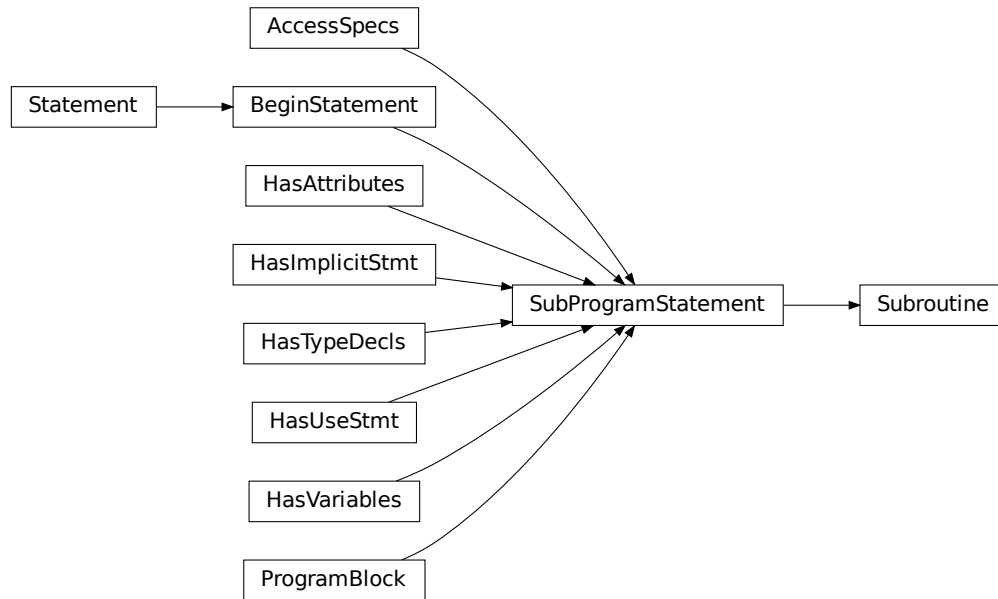 AccessSpecs
Statement
BeginStatement
HasAttributes
HasImplicitStmt
SubProgramStatement
Subroutine
HasTypeDecls
HasUseStmt
HasVariables
ProgramBlock